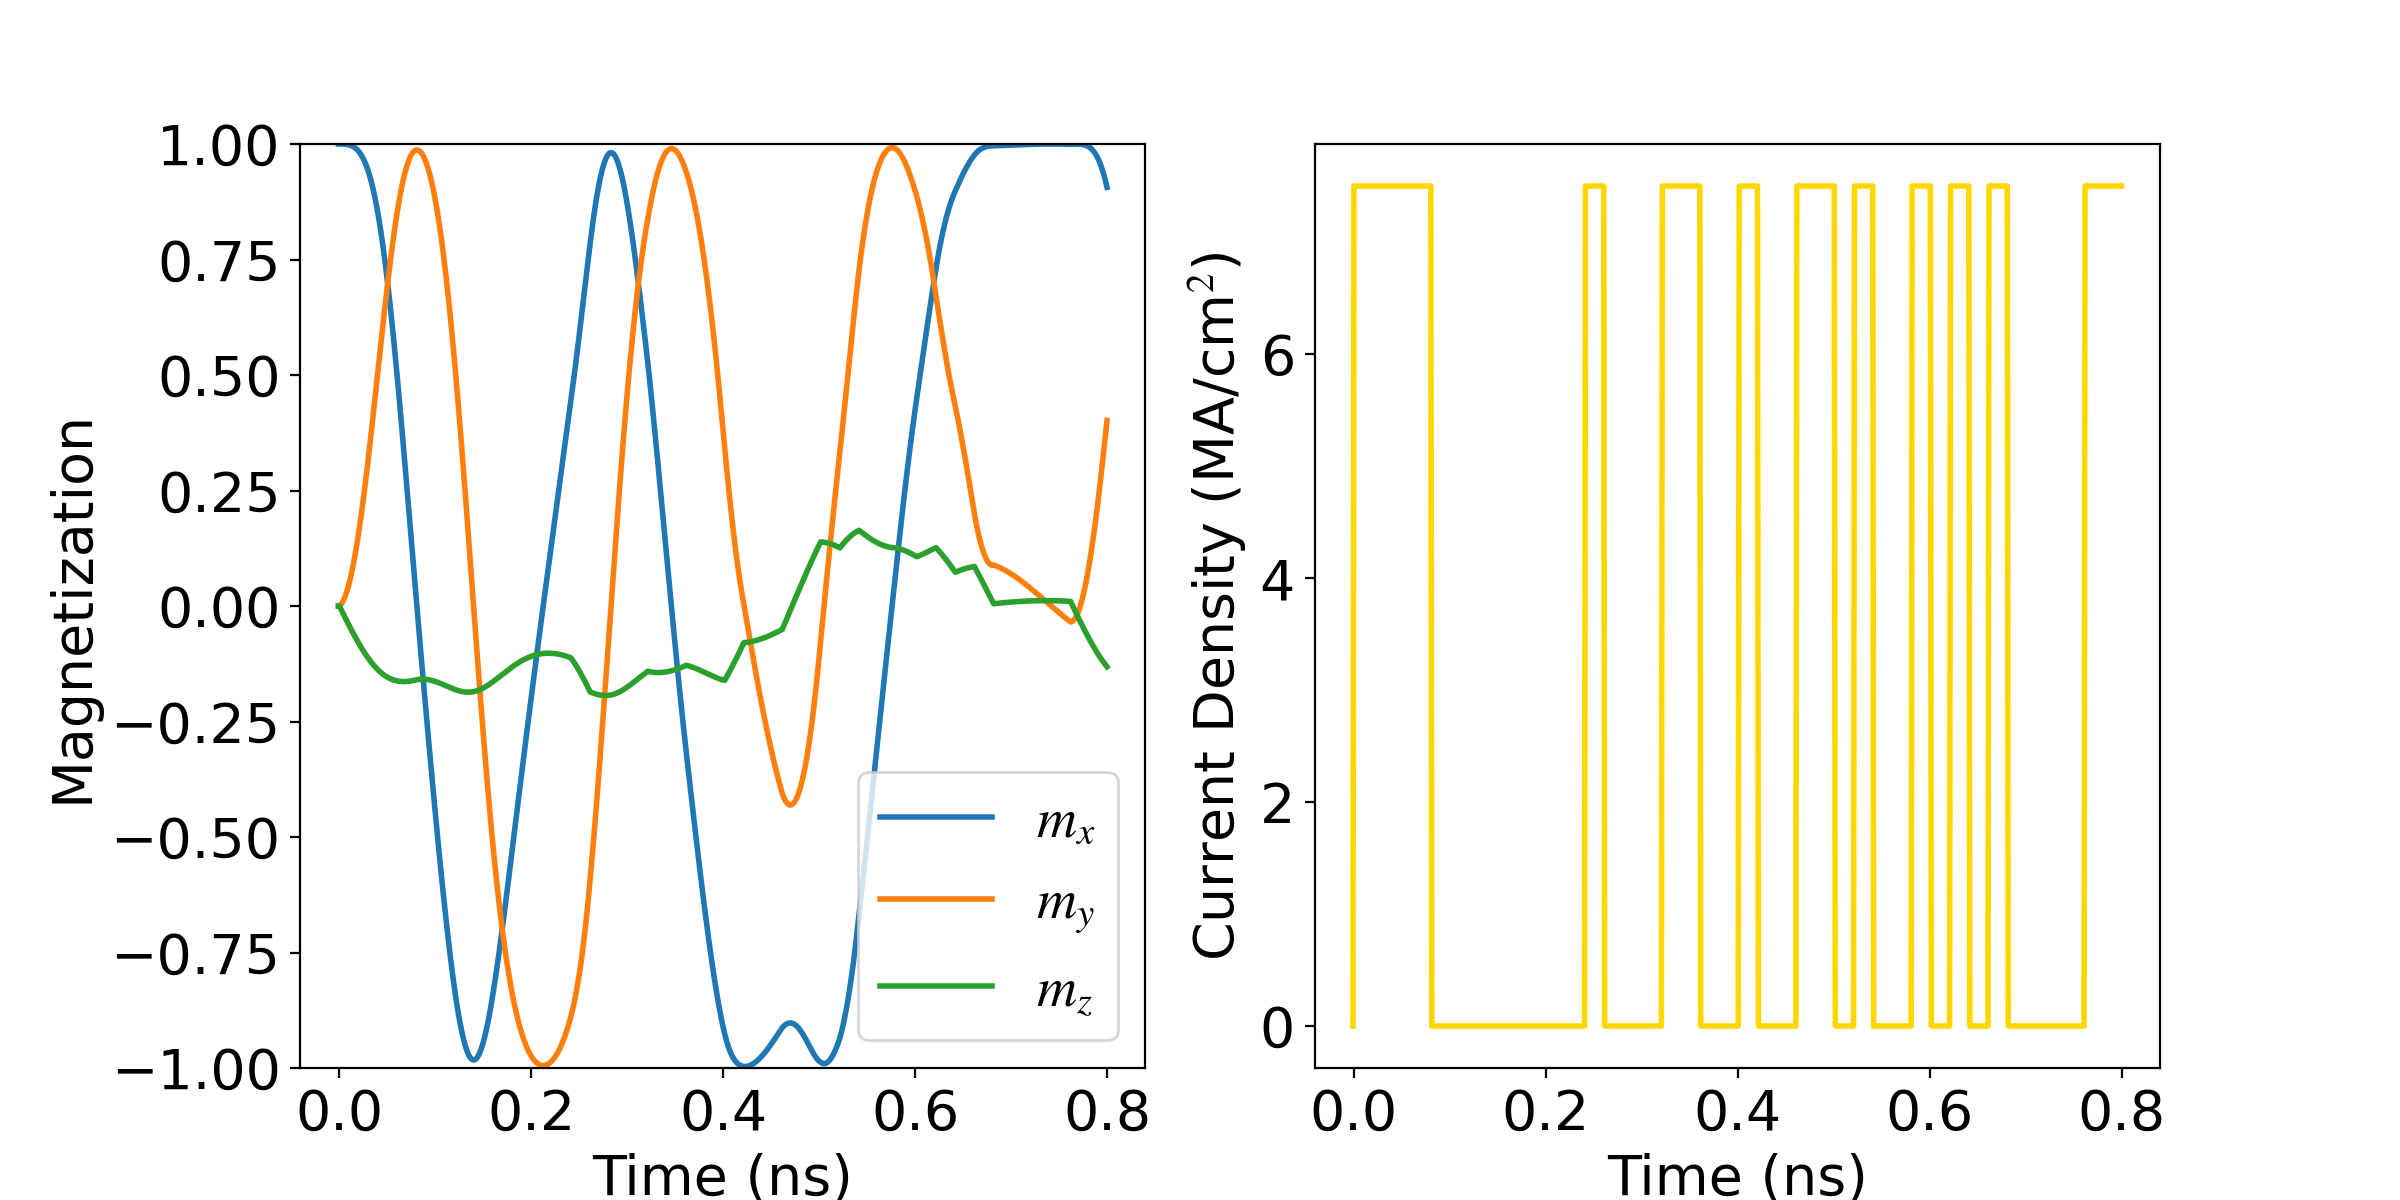 Magnetization
1.00
0.75
0.50
0.25
0.00
−0.25
−0.50
−0.75
−1.00
0.0 0.2 0.4 0.6 0.8
Time (ns)
m_x
m_y
m_z
Current Density (MA/cm²)
6
4
2
0
0.0 0.2 0.4 0.6 0.8
Time (ns)